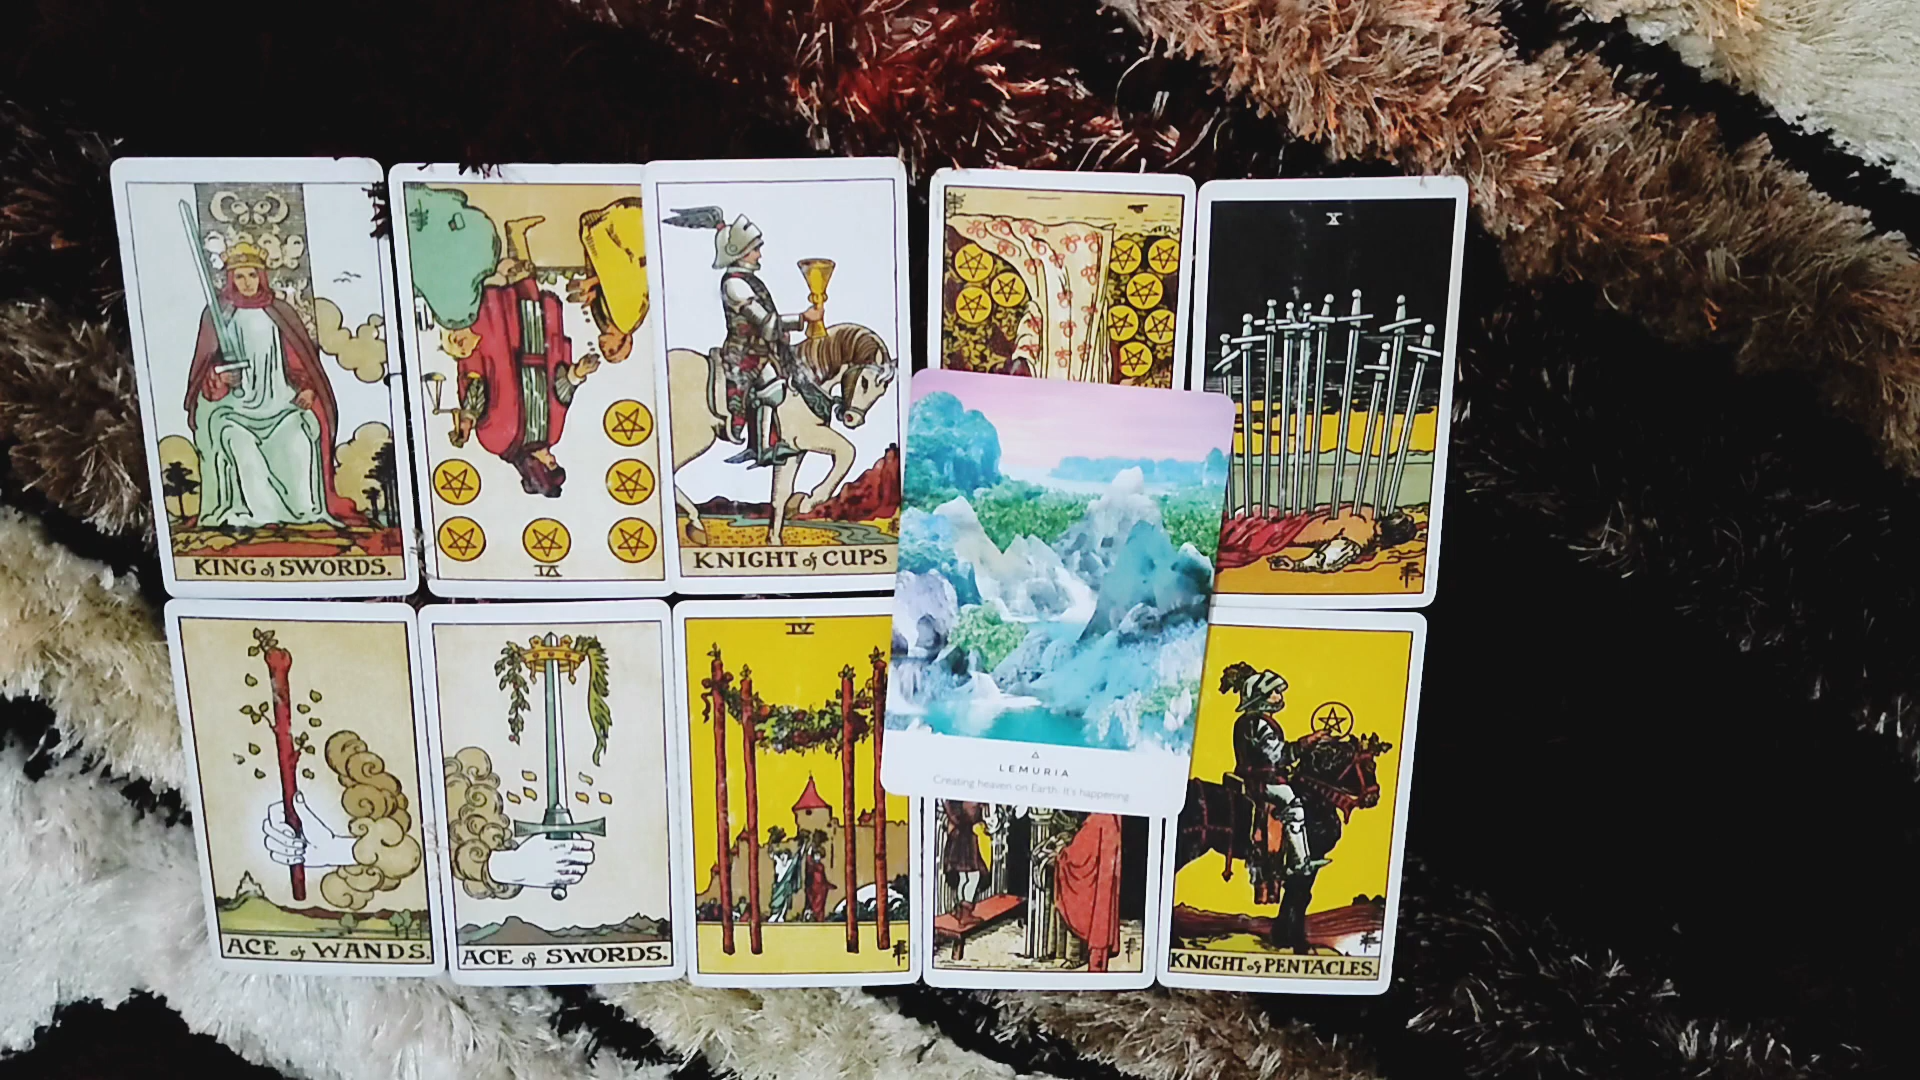 X
KING of SWORDS.
VI
KNIGHT of CUPS.
IV
LEMURIA
Creating heaven on Earth. It's happening.
ACE of WANDS.
ACE of SWORDS.
KNIGHT of PENTACLES.